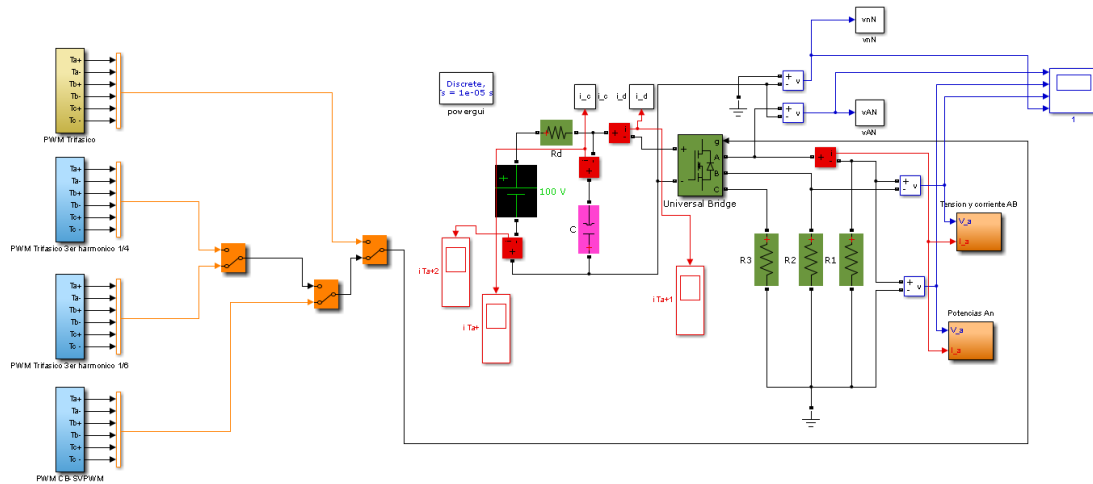 Ta+
Ta-
Tb+
Tb-
Tc+
Tc -
PWM Trifasico
Ta+
Ta-
Tb+
Tb-
Tc+
Tc -
PWM Trifasico 3er harmonico 1/4
Ta+
Ta-
Tb+
Tb-
Tc+
Tc -
PWM Trifasico 3er harmonico 1/6
Ta+
Ta-
Tb+
Tb-
Tc+
Tc -
PWM CB-SVPWM
Discrete,
s = 1e-05 s
powergui
i_c
i_c
i_d
i_d
Rd
100 V
C
i Ta+2
i Ta+
i Ta+1
g
A
B
C
+
-
Universal Bridge
R3
R2
R1
vnN
vnN
vAN
vAN
+
-
v
+
-
v
+
-
v
+
-
v
1
Tension y corriente AB
V_a
I_a
Potencias An
V_a
I_a